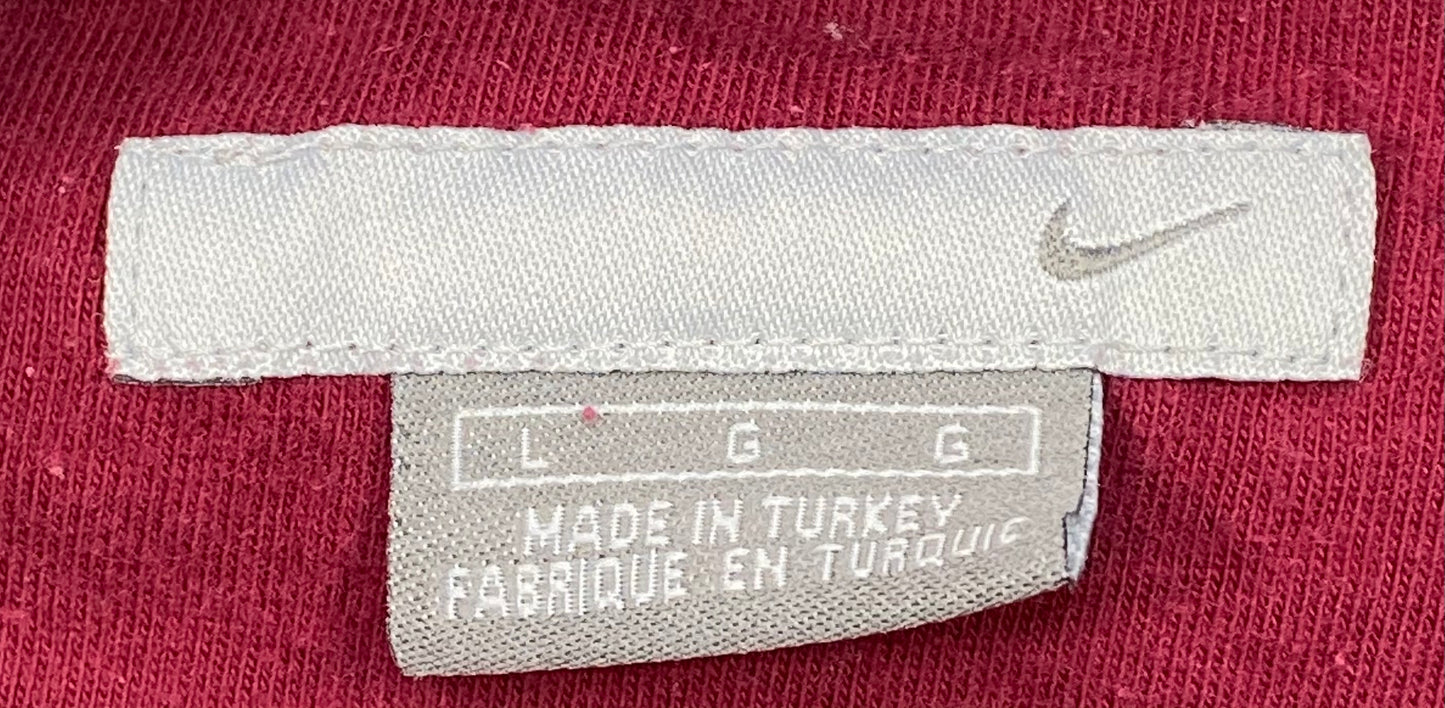 L G G
MADE IN TURKEY
FABRIQUE EN TURQUIE